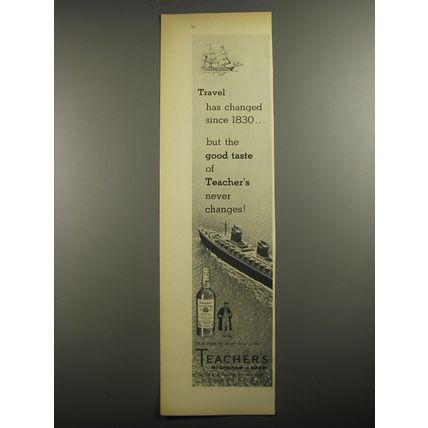 Travel
has changed
since 1830...
but the
good taste
of
Teacher's
never
changes!
TEACHER'S
HIGHLAND CREAM